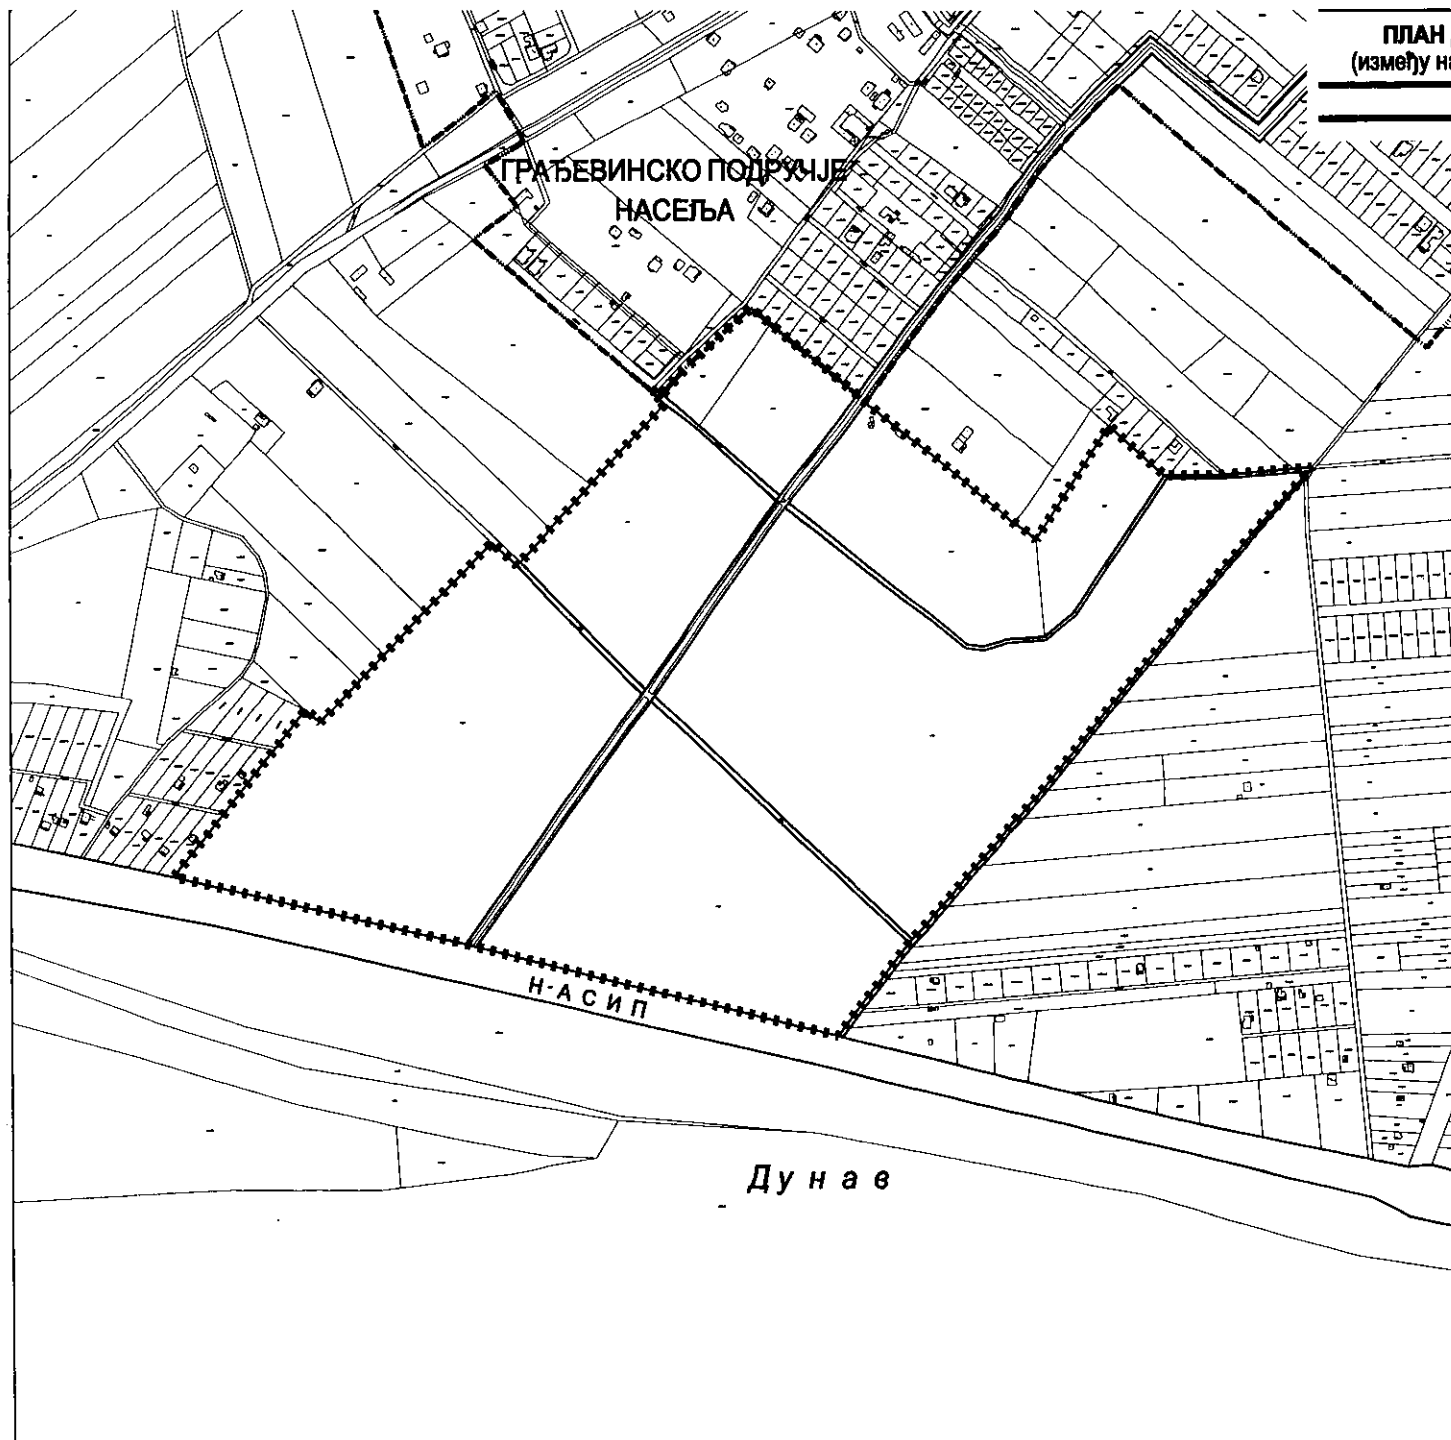 ПЛАН
(између на
ГРАЂЕВИНСКО ПОДРУЧЈЕ
НАСЕЉА
НАСИП
Дунав